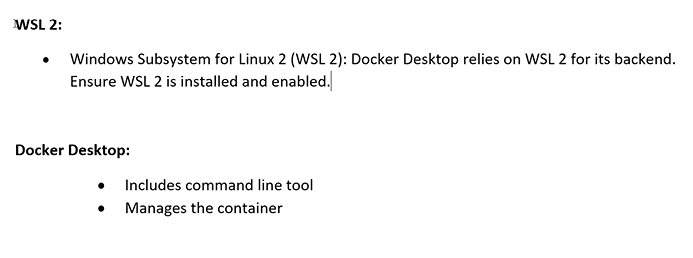 WSL 2:
• Windows Subsystem for Linux 2 (WSL 2): Docker Desktop relies on WSL 2 for its backend.
Ensure WSL 2 is installed and enabled.
Docker Desktop:
• Includes command line tool
• Manages the container